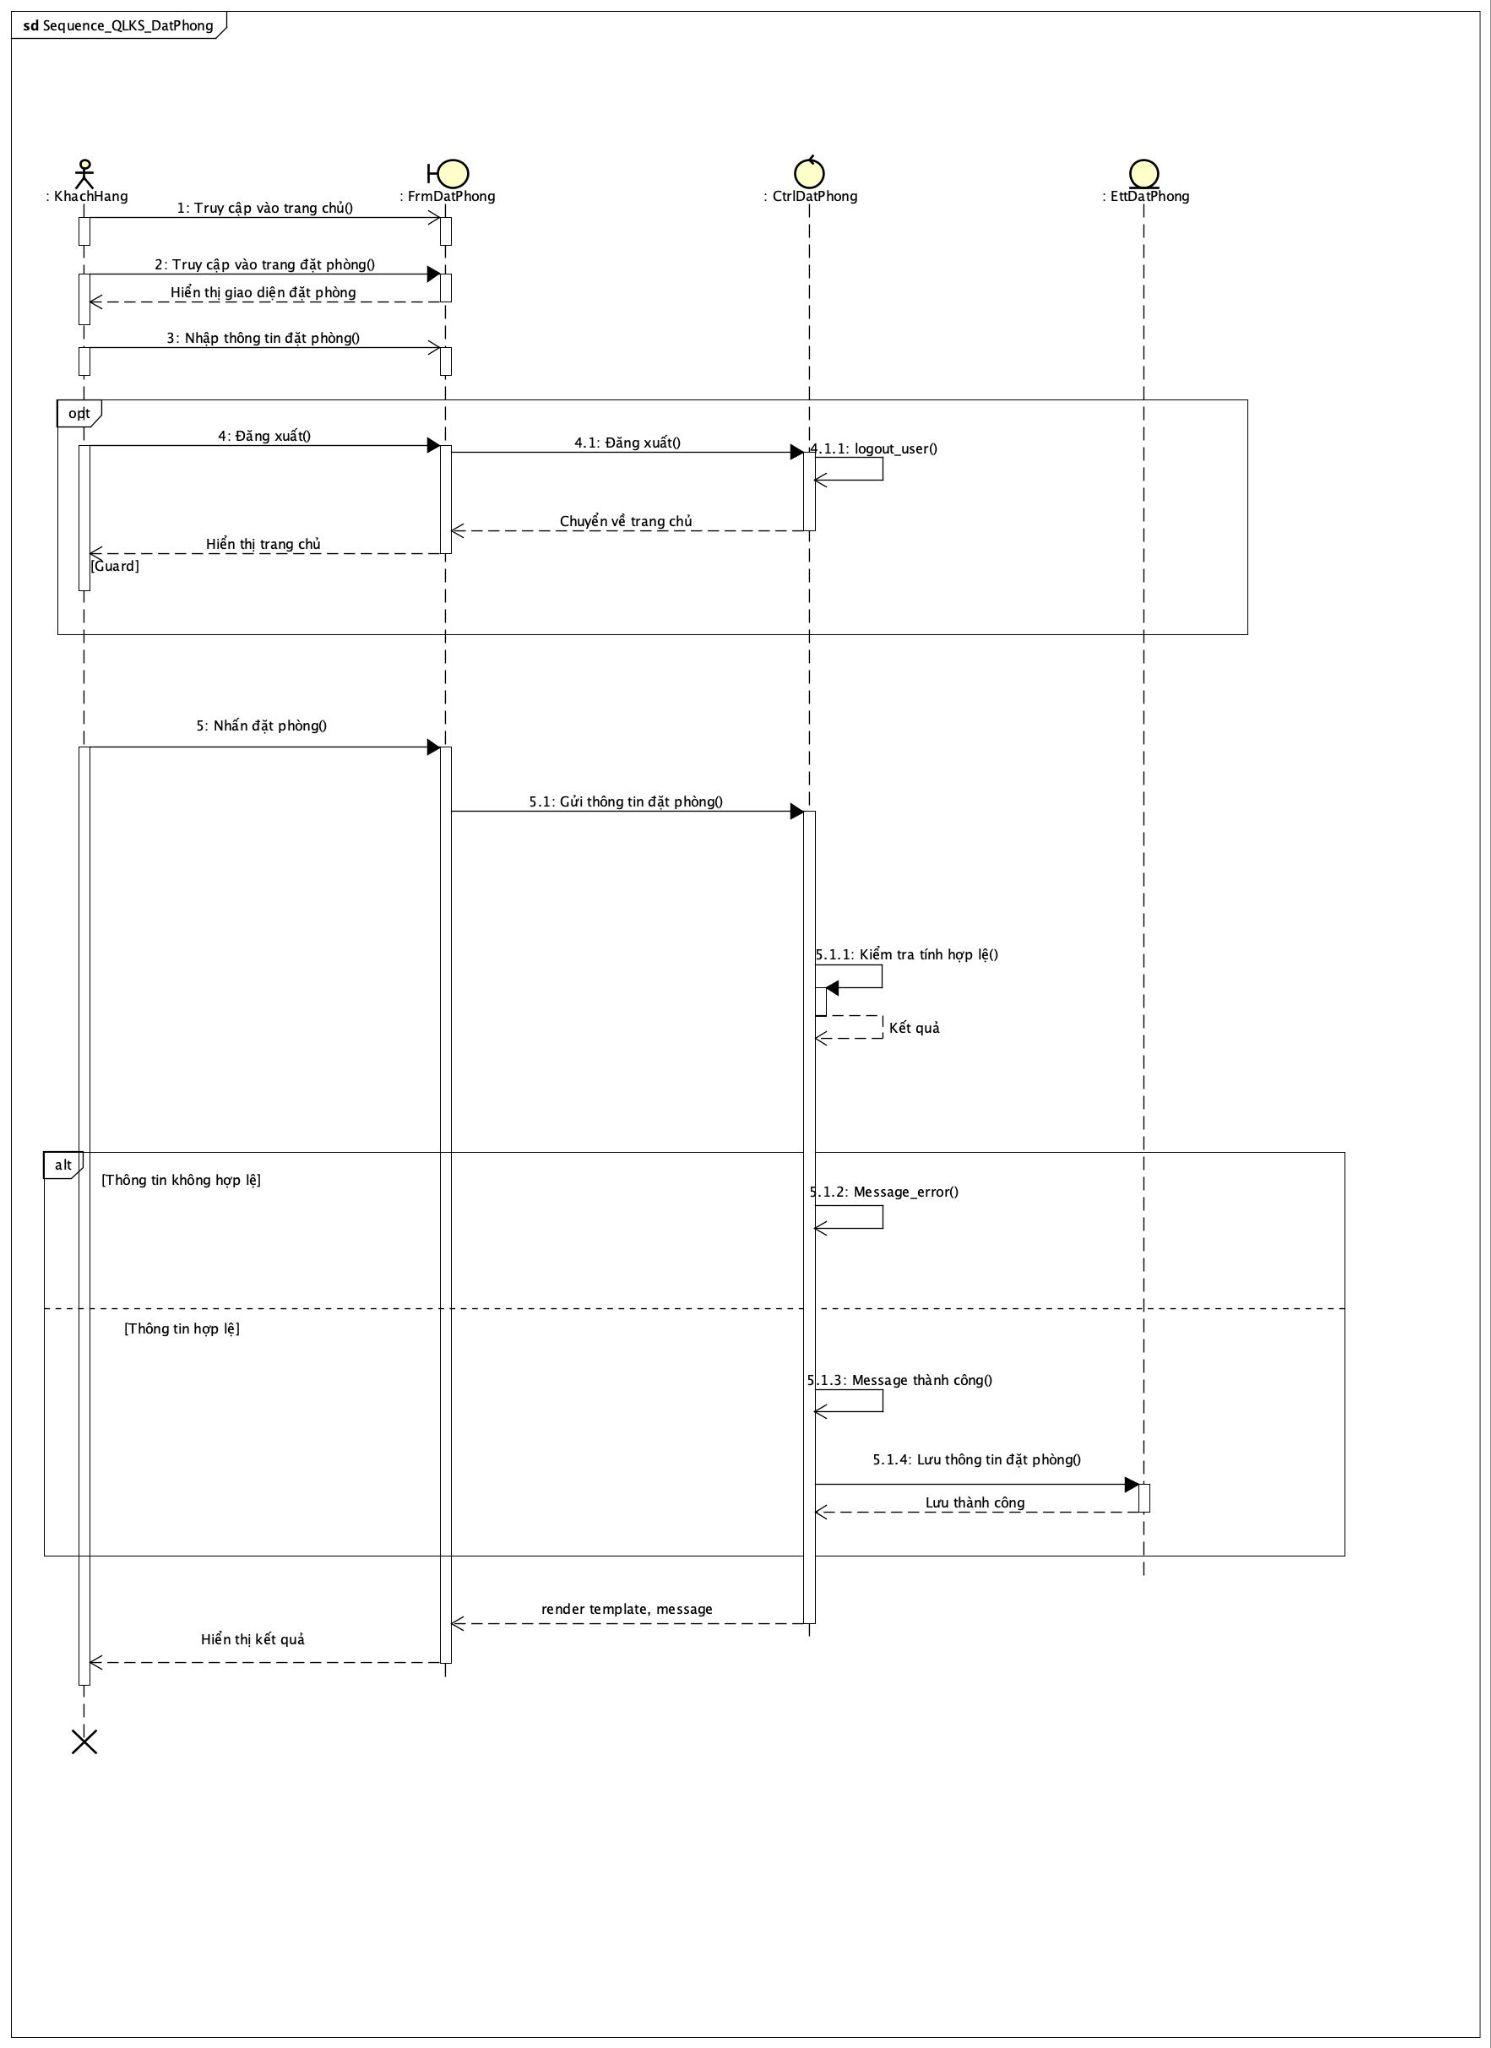 sd Sequence_QLKS_DatPhong
: KhachHang
: FrmDatPhong
: CtrlDatPhong
: EttDatPhong
1: Truy cập vào trang chủ()
2: Truy cập vào trang đặt phòng()
Hiển thị giao diện đặt phòng
3: Nhập thông tin đặt phòng()
opt
4: Đăng xuất()
4.1: Đăng xuất()
4.1.1: logout_user()
Chuyển về trang chủ
Hiển thị trang chủ
[Guard]
5: Nhấn đặt phòng()
5.1: Gửi thông tin đặt phòng()
5.1.1: Kiểm tra tính hợp lệ()
Kết quả
alt
[Thông tin không hợp lệ]
5.1.2: Message_error()
[Thông tin hợp lệ]
5.1.3: Message thành công()
5.1.4: Lưu thông tin đặt phòng()
Lưu thành công
render template, message
Hiển thị kết quả